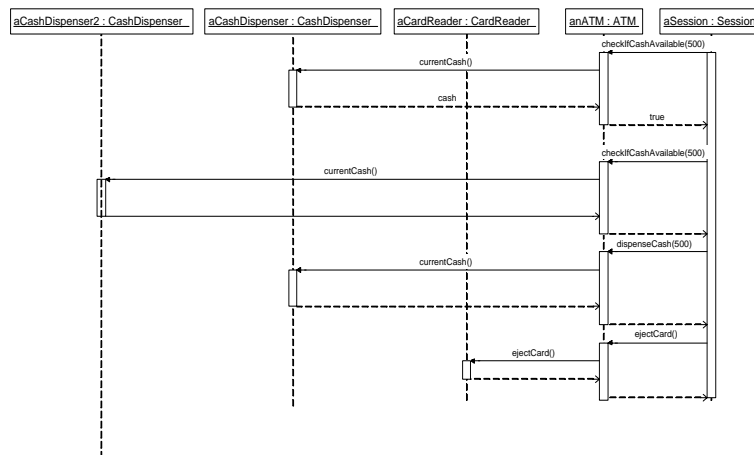 aCashDispenser2 : CashDispenser
aCashDispenser : CashDispenser
aCardReader : CardReader
anATM : ATM
aSession : Session
checkIfCashAvailable(500)
currentCash()
cash
true
checkIfCashAvailable(500)
currentCash()
dispenseCash(500)
currentCash()
ejectCard()
ejectCard()